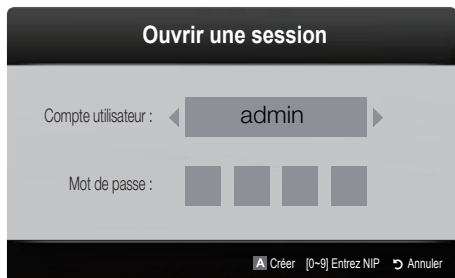 Ouvrir une session
Compte utilisateur : admin
Mot de passe :
A Créer [0~9] Entrez NIP Annuler